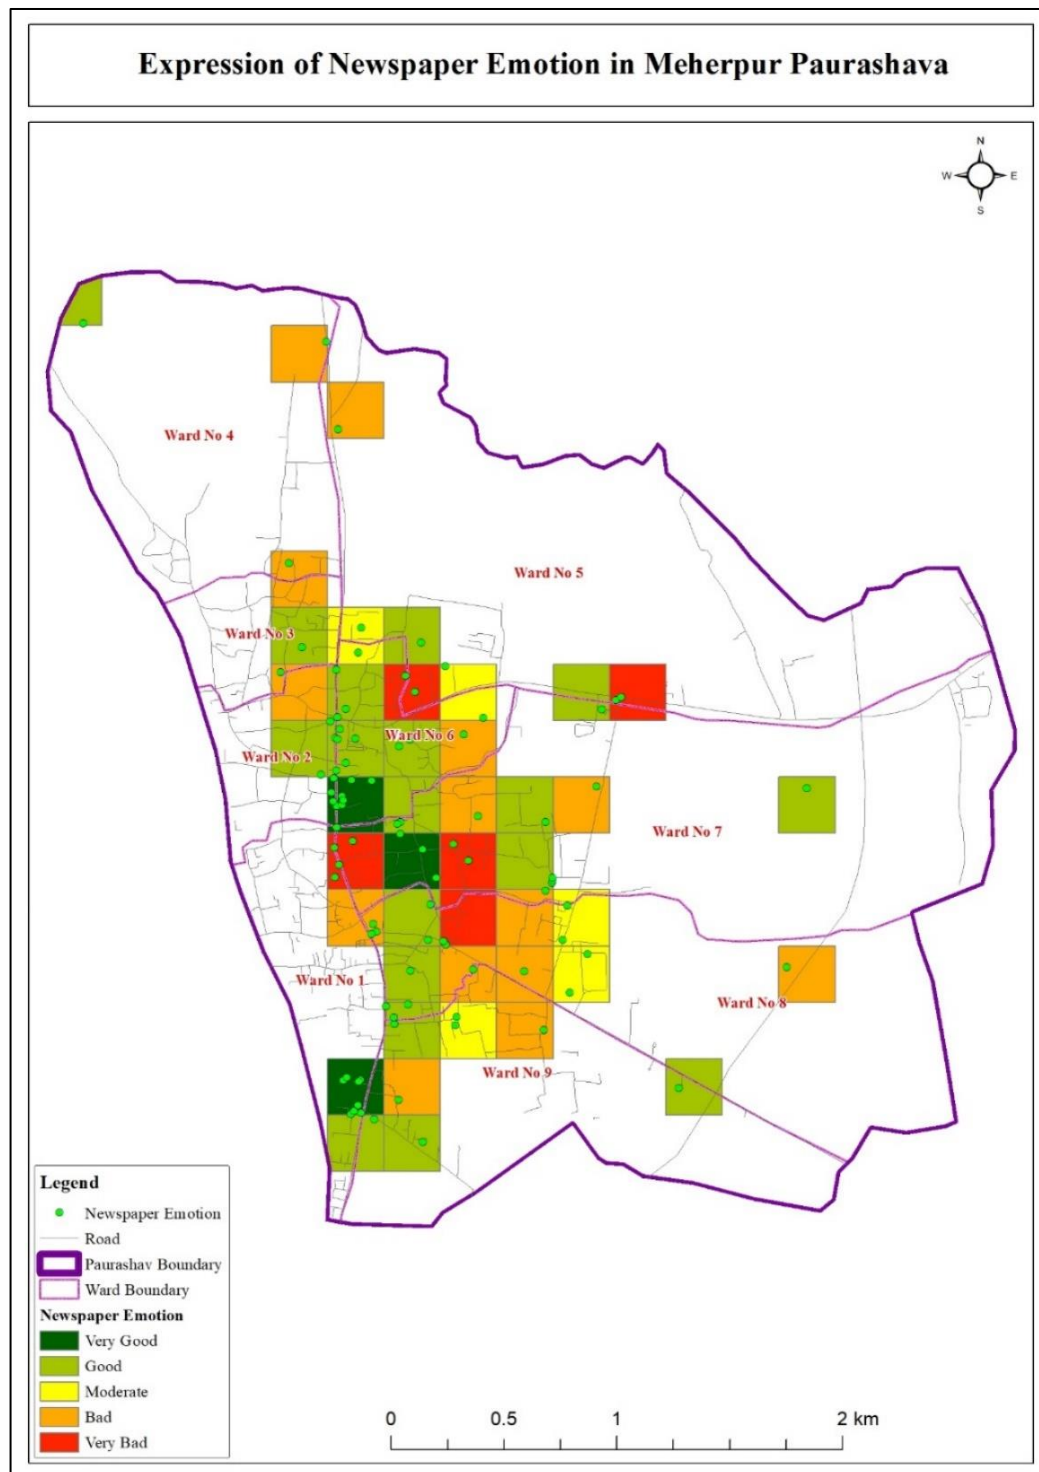 Expression of Newspaper Emotion in Meherpur Paurashava
N
W E
S
Ward No 4
Ward No 5
Ward No 3
Ward No 6
Ward No 2
Ward No 7
Ward No 1
Ward No 8
Ward No 9
Legend
Newspaper Emotion
Road
Paurashav Boundary
Ward Boundary
Newspaper Emotion
Very Good
Good
Moderate
Bad
Very Bad
0 0.5 1 2 km